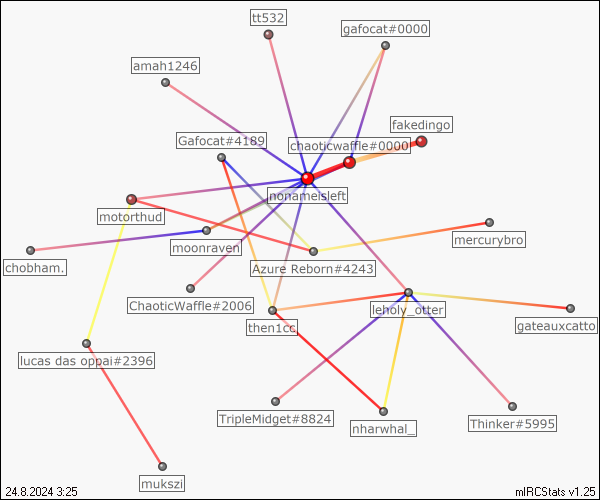 tt532
gafocat#0000
amah1246
fakedingo
Gafocat#4189
chaoticwaffle#0000
nonameisleft
motorthud
moonraven
mercurybro
chobham.
Azure Reborn#4243
ChaoticWaffle#2006
leholy_otter
then1cc
gateauxcatto
lucas das oppai#2396
TripleMidget#8824
nharwhal_
Thinker#5995
mukszi
24.8.2024 3:25
mIRCStats v1.25